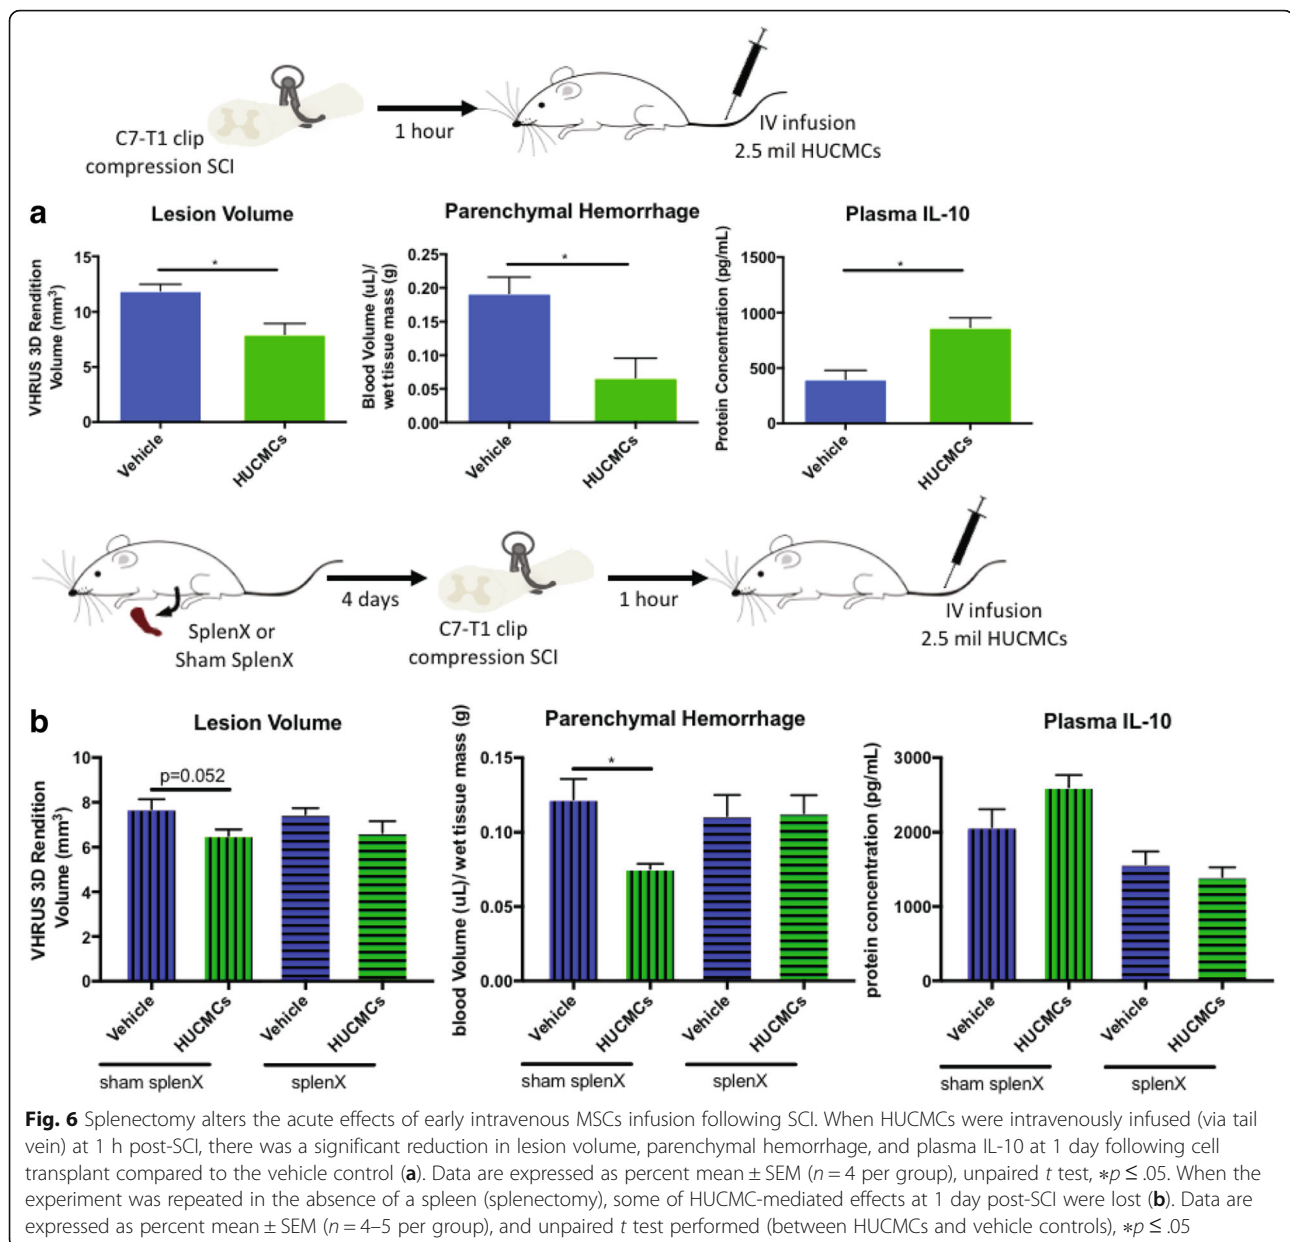 C7-T1 clip
compression SCI
1 hour
IV infusion
2.5 mil HUCMCs
a
Lesion Volume
VHRUS 3D Rendition
Volume (mm³)
15
10
5
0
*
Vehicle
HUCMCs
Parenchymal Hemorrhage
Blood Volume (uL)/
wet tissue mass (g)
0.25
0.20
0.15
0.10
0.05
0.00
*
Vehicle
HUCMCs
Plasma IL-10
Protein Concentration (pg/mL)
1500
1000
500
0
*
Vehicle
HUCMCs
SplenX or
Sham SplenX
4 days
C7-T1 clip
compression SCI
1 hour
IV infusion
2.5 mil HUCMCs
b
Lesion Volume
VHRUS 3D Rendition
Volume (mm³)
10
8
6
4
2
0
p=0.052
Vehicle
HUCMCs
Vehicle
HUCMCs
sham splenX
splenX
Parenchymal Hemorrhage
blood Volume (uL)/ wet tissue mass (g)
0.15
0.10
0.05
0.00
*
Vehicle
HUCMCs
Vehicle
HUCMCs
sham splenX
splenX
Plasma IL-10
protein concentration (pg/mL)
3000
2000
1000
0
Vehicle
HUCMCs
Vehicle
HUCMCs
sham splenX
splenX
Fig. 6 Splenectomy alters the acute effects of early intravenous MSCs infusion following SCI. When HUCMCs were intravenously infused (via tail
vein) at 1 h post-SCI, there was a significant reduction in lesion volume, parenchymal hemorrhage, and plasma IL-10 at 1 day following cell
transplant compared to the vehicle control (a). Data are expressed as percent mean ± SEM (n = 4 per group), unpaired t test, *p ≤ .05. When the
experiment was repeated in the absence of a spleen (splenectomy), some of HUCMC-mediated effects at 1 day post-SCI were lost (b). Data are
expressed as percent mean ± SEM (n = 4–5 per group), and unpaired t test performed (between HUCMCs and vehicle controls), *p ≤ .05